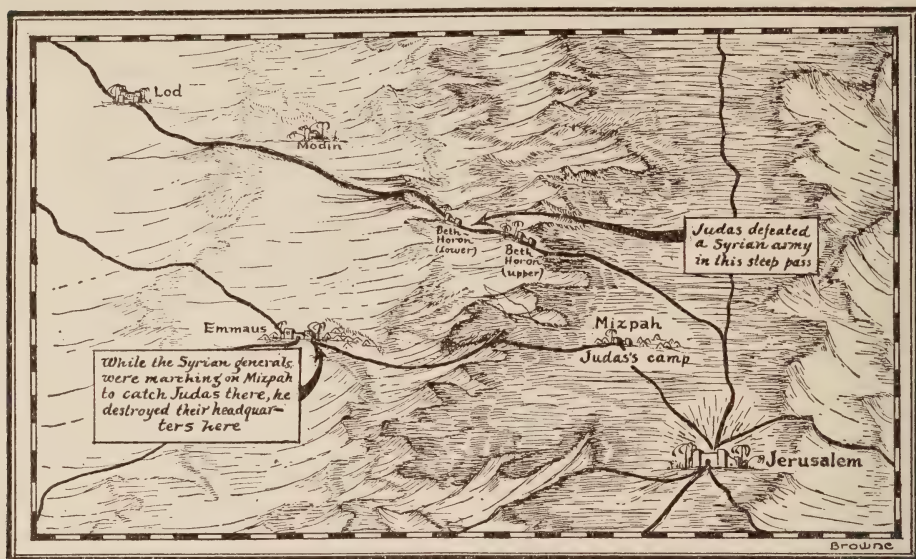 Lod
Modin
Beth
Horon
(lower)
Beth
Horon
(upper)
Judas defeated
a Syrian army
in this steep pass
Emmaus
Mizpah
Judas's camp
While the Syrian generals
were marching on Mizpah
to catch Judas there, he
destroyed their headquar-
ters here
Jerusalem
Browne